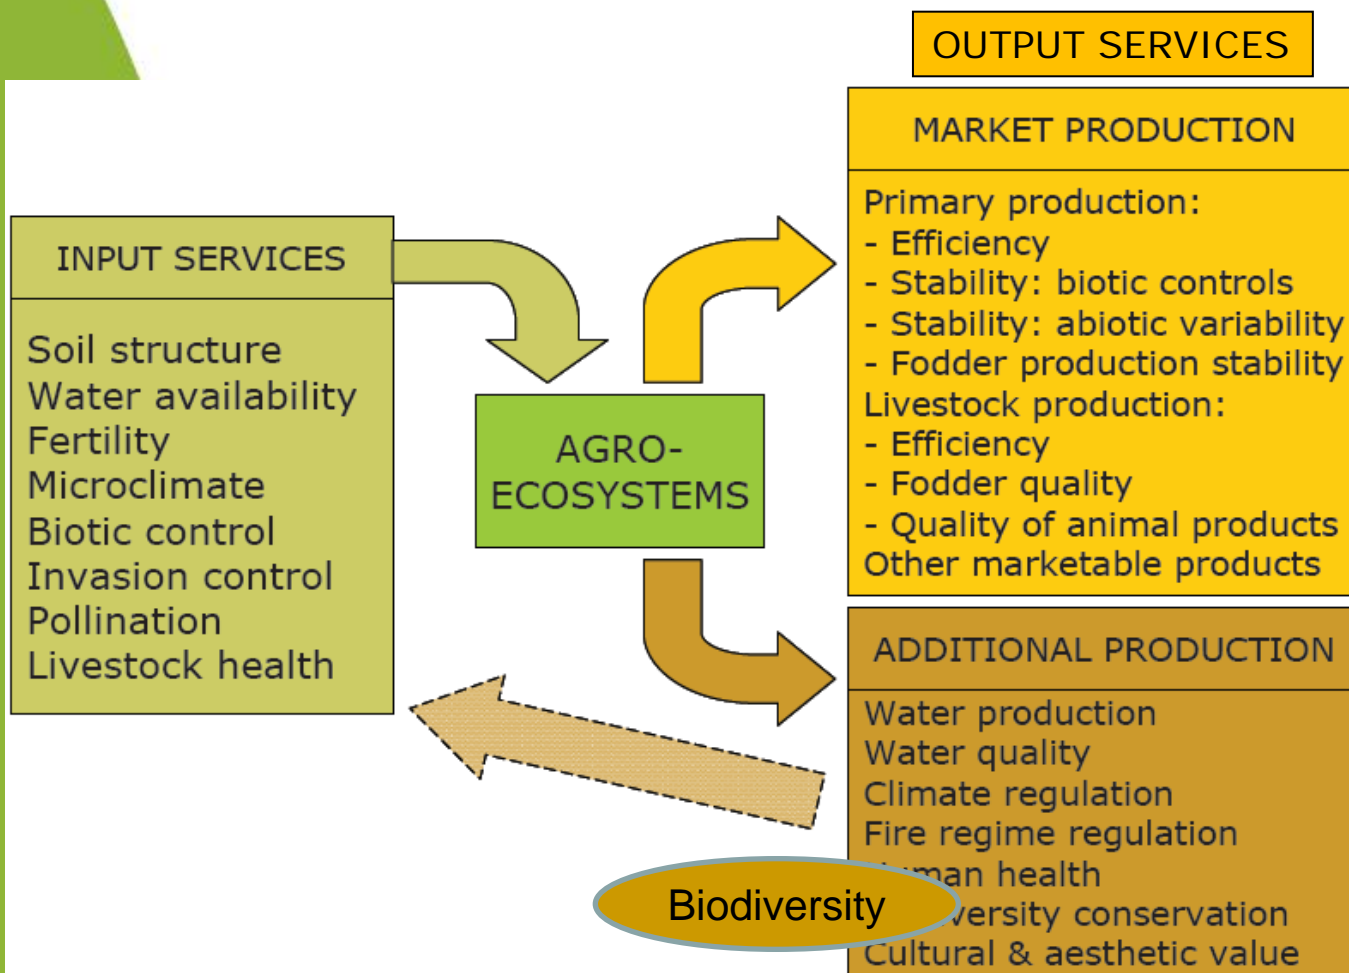 OUTPUT SERVICES
MARKET PRODUCTION
Primary production:
- Efficiency
- Stability: biotic controls
- Stability: abiotic variability
- Fodder production stability
Livestock production:
- Efficiency
- Fodder quality
- Quality of animal products
Other marketable products
INPUT SERVICES
Soil structure
Water availability
Fertility
Microclimate
Biotic control
Invasion control
Pollination
Livestock health
AGRO-
ECOSYSTEMS
ADDITIONAL PRODUCTION
Water production
Water quality
Climate regulation
Fire regime regulation
health
conservation
Cultural & aesthetic value
Biodiversity